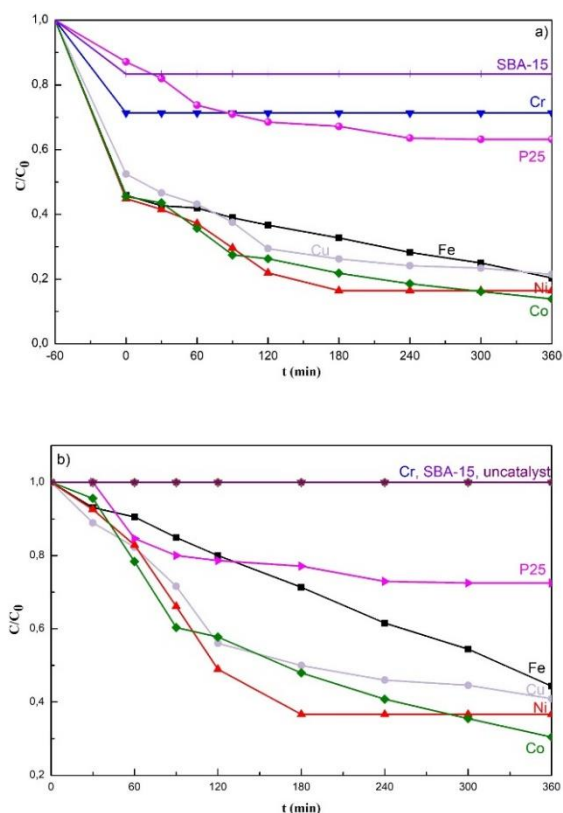 a)
1,0
SBA-15
0,8
Cr
P25
0,6
C/C0
0,4
Cu
Fe
0,2
Ni
Co
0,0
-60 0 60 120 180 240 300 360
t (min)
b)
Cr, SBA-15, uncatalyst
1,0
0,8
P25
C/C0
0,6
Fe
Cu
0,4
Ni
Co
0,2
0 60 120 180 240 300 360
t (min)